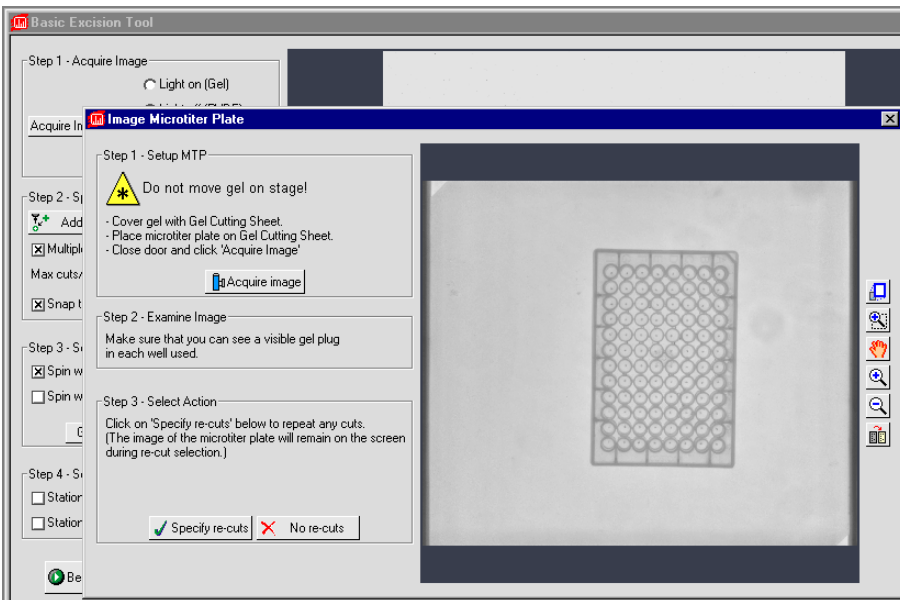 Basic Excision Tool
Step 1 - Acquire Image
Light on (Gel)
Acquire
Image Microtiter Plate
Step 1 - Setup MTP
Do not move gel on stage!
- Cover gel with Gel Cutting Sheet.
- Place microtiter plate on Gel Cutting Sheet.
- Close door and click 'Acquire Image'
Acquire image
Step 2 - Examine Image
Make sure that you can see a visible gel plug
in each well used.
Step 3 - Select Action
Click on 'Specify re-cuts' below to repeat any cuts.
(The image of the microtiter plate will remain on the screen
during re-cut selection.)
Specify re-cuts
No re-cuts
Step 2 - Sp
Add
Multiple
Max cuts/
Snap t
Step 3 - Se
Spin w
Spin w
Step 4 - Se
Station
Station
Be